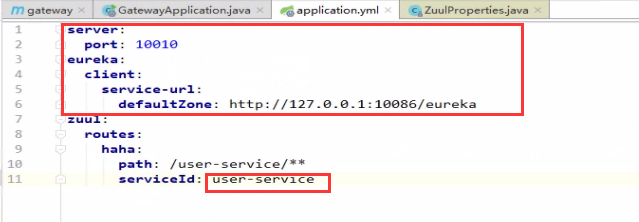 gateway GatewayApplication.java application.yml ZuulProperties.java
1 server:
2   port: 10010
3 eureka:
4   client:
5     service-url:
6       defaultZone: http://127.0.0.1:10086/eureka
7 zuul:
8   routes:
9     haha:
10       path: /user-service/**
11       serviceId: user-service